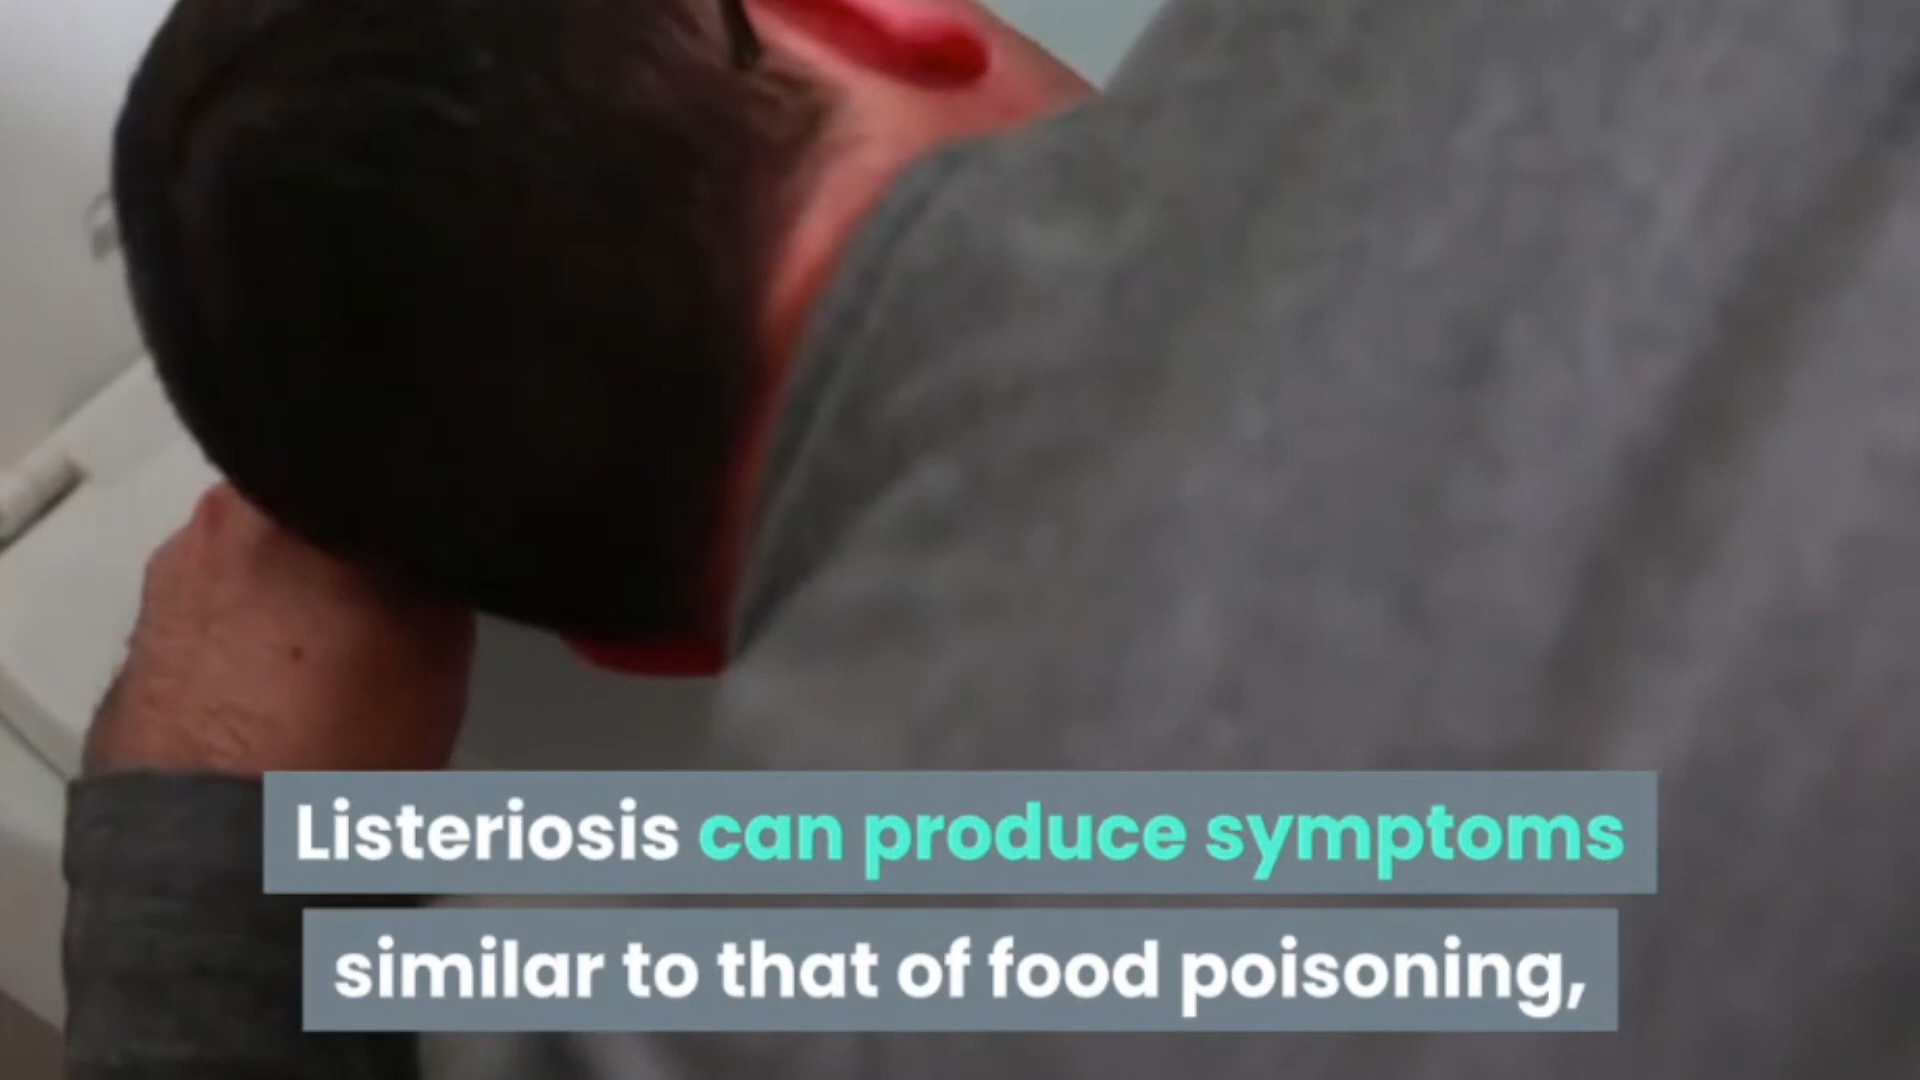 Listeriosis can produce symptoms
similar to that of food poisoning,